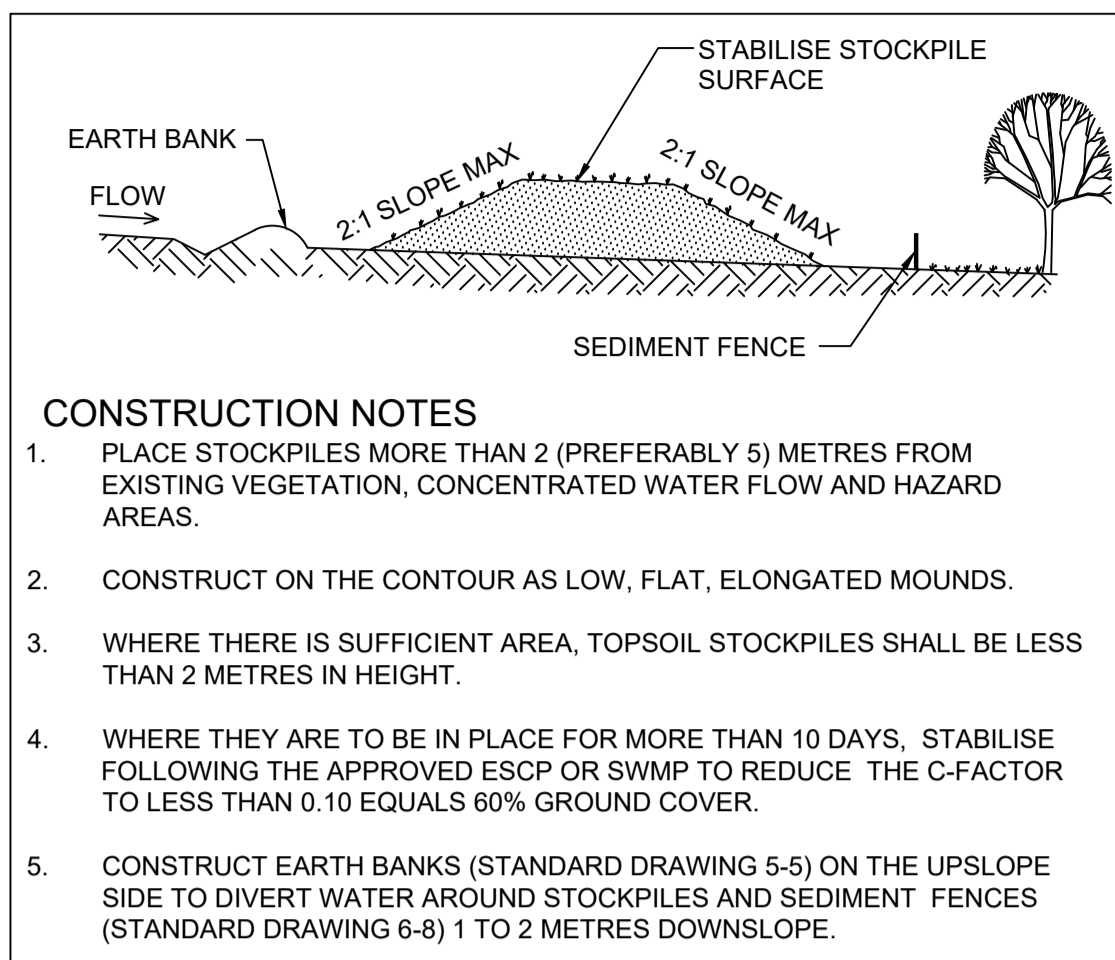 STABILISE STOCKPILE
SURFACE
EARTH BANK
FLOW
2:1 SLOPE MAX
2:1 SLOPE MAX
SEDIMENT FENCE
CONSTRUCTION NOTES
1. PLACE STOCKPILES MORE THAN 2 (PREFERABLY 5) METRES FROM
EXISTING VEGETATION, CONCENTRATED WATER FLOW AND HAZARD
AREAS.
2. CONSTRUCT ON THE CONTOUR AS LOW, FLAT, ELONGATED MOUNDS.
3. WHERE THERE IS SUFFICIENT AREA, TOPSOIL STOCKPILES SHALL BE LESS
THAN 2 METRES IN HEIGHT.
4. WHERE THEY ARE TO BE IN PLACE FOR MORE THAN 10 DAYS, STABILISE
FOLLOWING THE APPROVED ESCP OR SWMP TO REDUCE THE C-FACTOR
TO LESS THAN 0.10 EQUALS 60% GROUND COVER.
5. CONSTRUCT EARTH BANKS (STANDARD DRAWING 5-5) ON THE UPSLOPE
SIDE TO DIVERT WATER AROUND STOCKPILES AND SEDIMENT FENCES
(STANDARD DRAWING 6-8) 1 TO 2 METRES DOWNSLOPE.